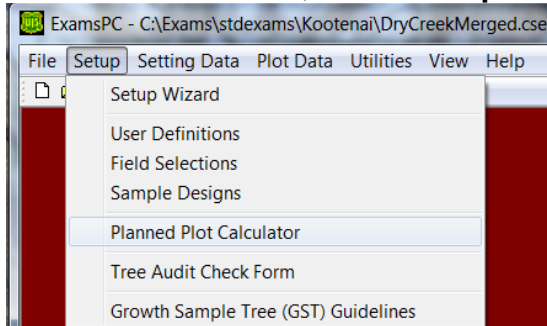 ExamsPC - C:\Exams\stdexams\Kootenai\DryCreekMerged.cse
File Setup Setting Data Plot Data Utilities View Help
Setup Wizard
User Definitions
Field Selections
Sample Designs
Planned Plot Calculator
Tree Audit Check Form
Growth Sample Tree (GST) Guidelines